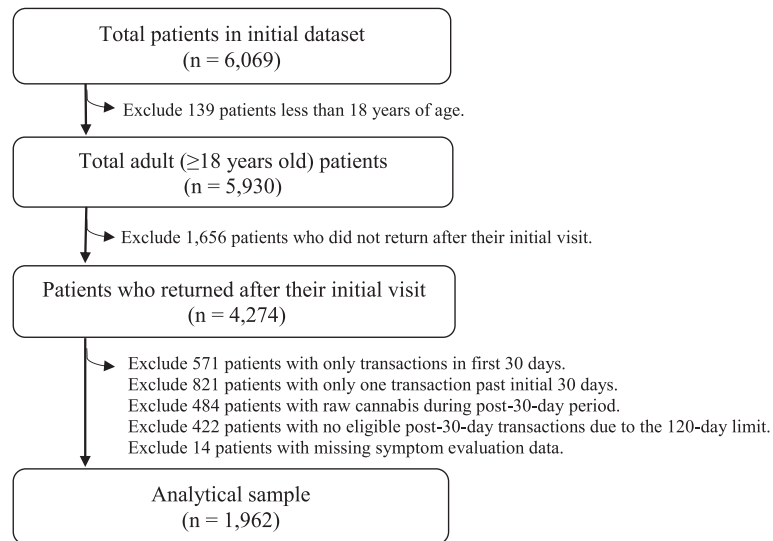 Total patients in initial dataset
(n = 6,069)
Exclude 139 patients less than 18 years of age.
Total adult (≥18 years old) patients
(n = 5,930)
Exclude 1,656 patients who did not return after their initial visit.
Patients who returned after their initial visit
(n = 4,274)
Exclude 571 patients with only transactions in first 30 days.
Exclude 821 patients with only one transaction past initial 30 days.
Exclude 484 patients with raw cannabis during post-30-day period.
Exclude 422 patients with no eligible post-30-day transactions due to the 120-day limit.
Exclude 14 patients with missing symptom evaluation data.
Analytical sample
(n = 1,962)